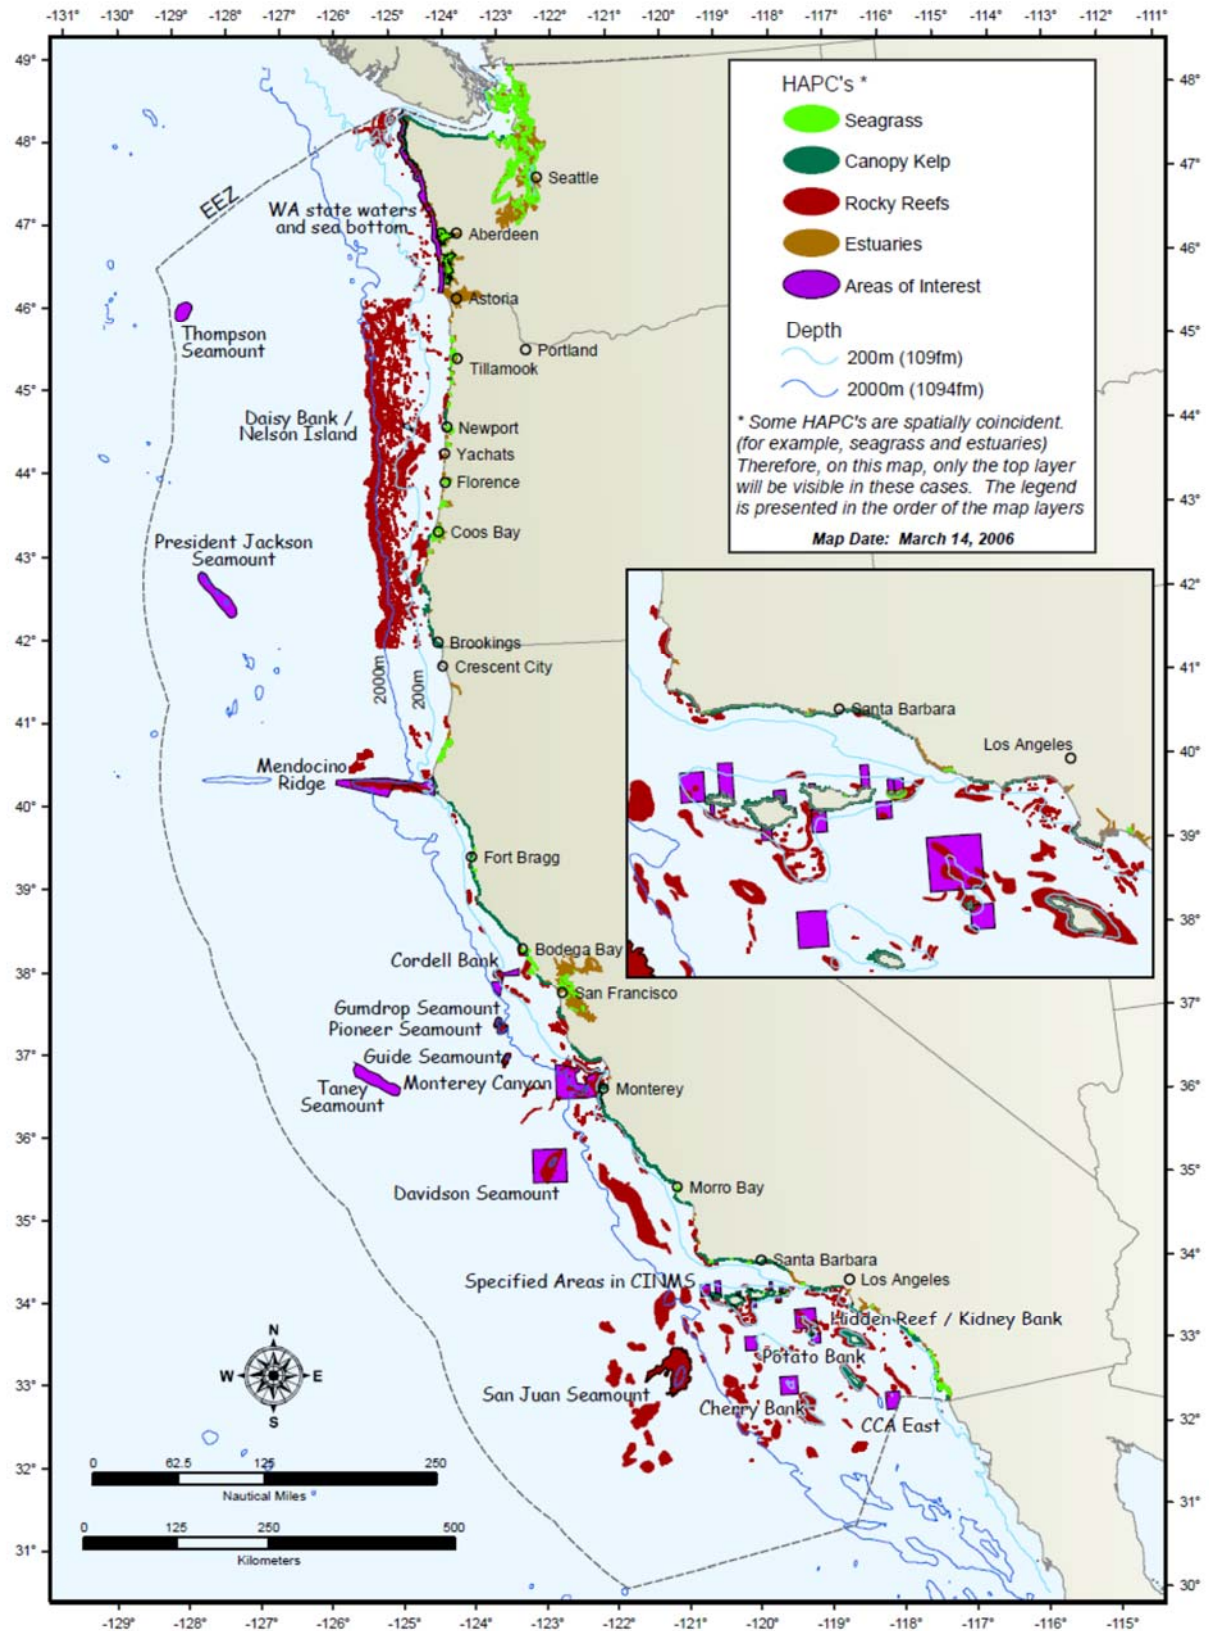 -131° -130° -129° -128° -127° -126° -125° -124° -123° -122° -121° -120° -119° -118° -117° -116° -115° -114° -113° -112° -111°
49°
48°
47°
46°
45°
44°
43°
42°
41°
40°
39°
38°
37°
36°
35°
34°
33°
32°
31°
48°
47°
46°
45°
44°
43°
42°
41°
40°
39°
38°
37°
36°
35°
34°
33°
32°
31°
30°
HAPC's *
Seagrass
Canopy Kelp
Rocky Reefs
Estuaries
Areas of Interest
Depth
200m (109fm)
2000m (1094fm)
* Some HAPC's are spatially coincident.
(for example, seagrass and estuaries)
Therefore, on this map, only the top layer
will be visible in these cases. The legend
is presented in the order of the map layers
Map Date: March 14, 2006
EEZ
Seattle
WA state waters
and sea bottom
Aberdeen
Astoria
Thompson
Seamount
Portland
Tillamook
Daisy Bank /
Nelson Island
Newport
Yachats
Florence
Coos Bay
President Jackson
Seamount
Brookings
Crescent City
2000m
200m
Mendocino
Ridge
Fort Bragg
Bodega Bay
Cordell Bank
San Francisco
Gumdrop Seamount
Pioneer Seamount
Guide Seamount
Monterey Canyon
Taney
Seamount
Monterey
Davidson Seamount
Morro Bay
Santa Barbara
Los Angeles
Specified Areas in CINMS
Hidden Reef / Kidney Bank
Potato Bank
San Juan Seamount
Cherry Bank
CCA East
Santa Barbara
Los Angeles
N
W E
S
0 62.5 125 250
Nautical Miles
0 125 250 500
Kilometers
-129° -128° -127° -126° -125° -124° -123° -122° -121° -120° -119° -118° -117° -116° -115°